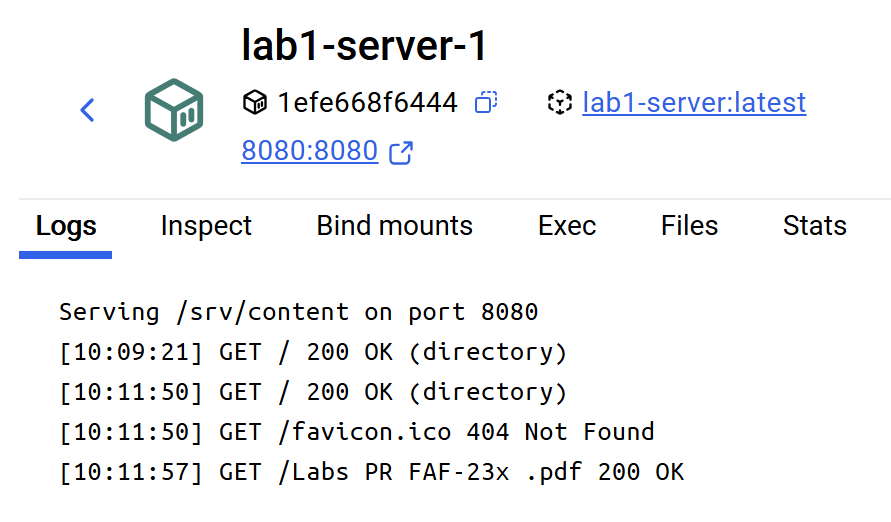 lab1-server-1
1efe668f6444 lab1-server:latest
8080:8080
Logs Inspect Bind mounts Exec Files Stats
Serving /srv/content on port 8080
[10:09:21] GET / 200 OK (directory)
[10:11:50] GET / 200 OK (directory)
[10:11:50] GET /favicon.ico 404 Not Found
[10:11:57] GET /Labs PR FAF-23x .pdf 200 OK